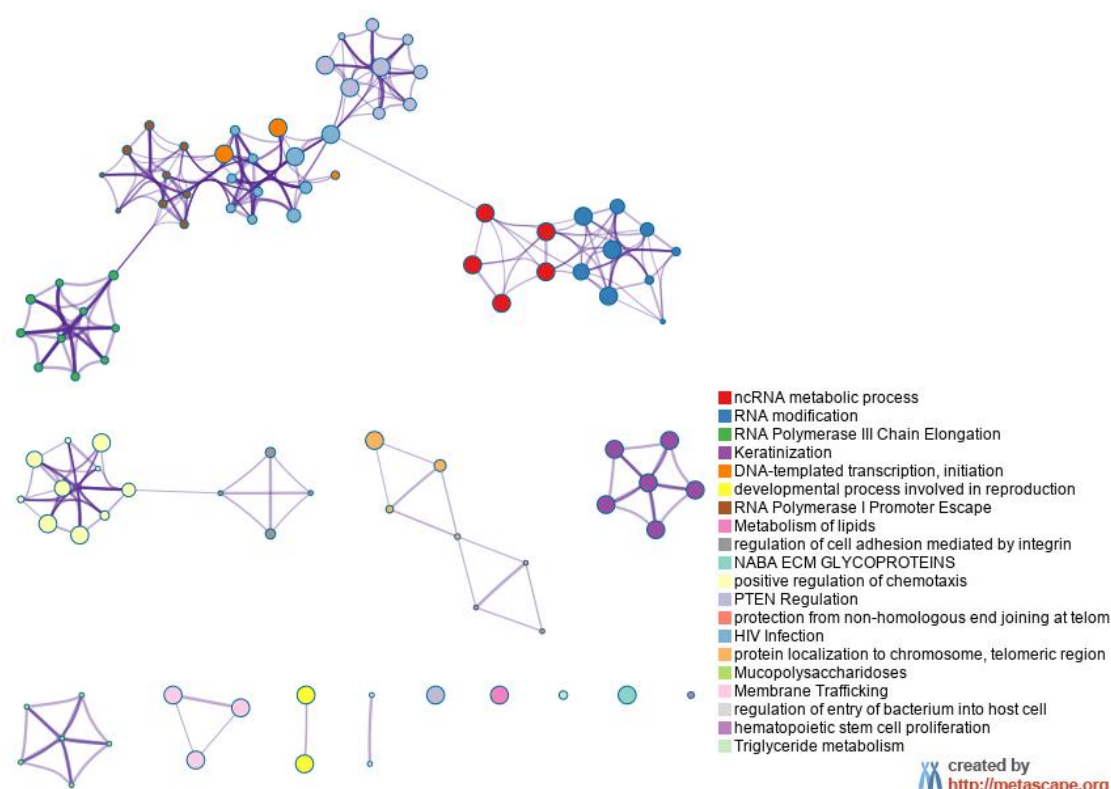 ncRNA metabolic process
RNA modification
RNA Polymerase III Chain Elongation
Keratinization
DNA-templated transcription, initiation
developmental process involved in reproduction
RNA Polymerase I Promoter Escape
Metabolism of lipids
regulation of cell adhesion mediated by integrin
NABA ECM GLYCOPROTEINS
positive regulation of chemotaxis
PTEN Regulation
protection from non-homologous end joining at telom
HIV Infection
protein localization to chromosome, telomeric region
Mucopolysaccharidoses
Membrane Trafficking
regulation of entry of bacterium into host cell
hematopoietic stem cell proliferation
Triglyceride metabolism
created by
http://metascape.org